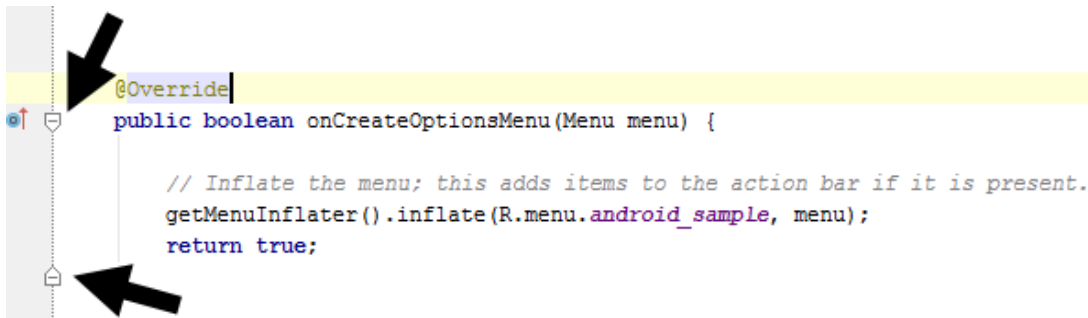 @Override
public boolean onCreateOptionsMenu(Menu menu) {
// Inflate the menu; this adds items to the action bar if it is present.
getMenuInflater().inflate(R.menu.android_sample, menu);
return true;